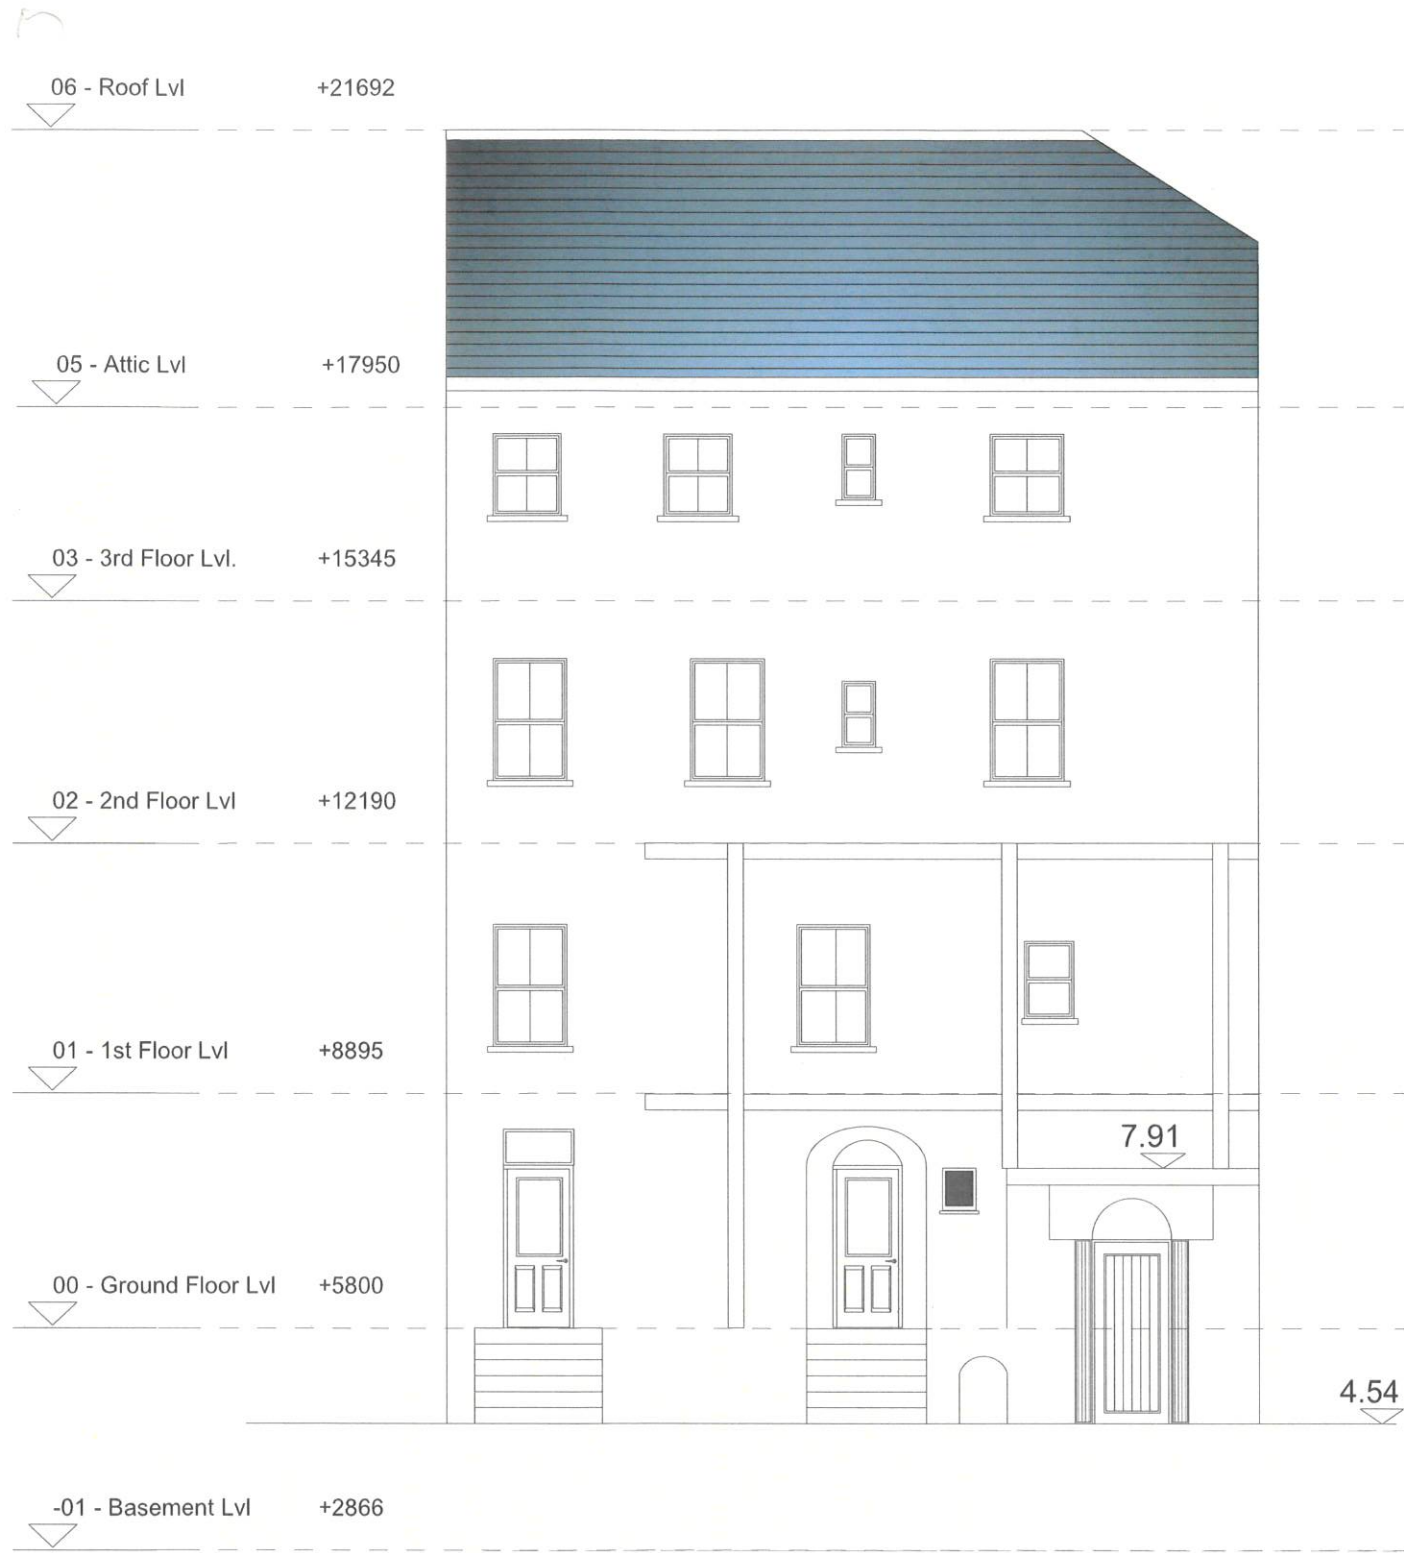 06 - Roof Lvl +21692
05 - Attic Lvl +17950
03 - 3rd Floor Lvl. +15345
02 - 2nd Floor Lvl +12190
01 - 1st Floor Lvl +8895
7.91
00 - Ground Floor Lvl +5800
4.54
-01 - Basement Lvl +2866